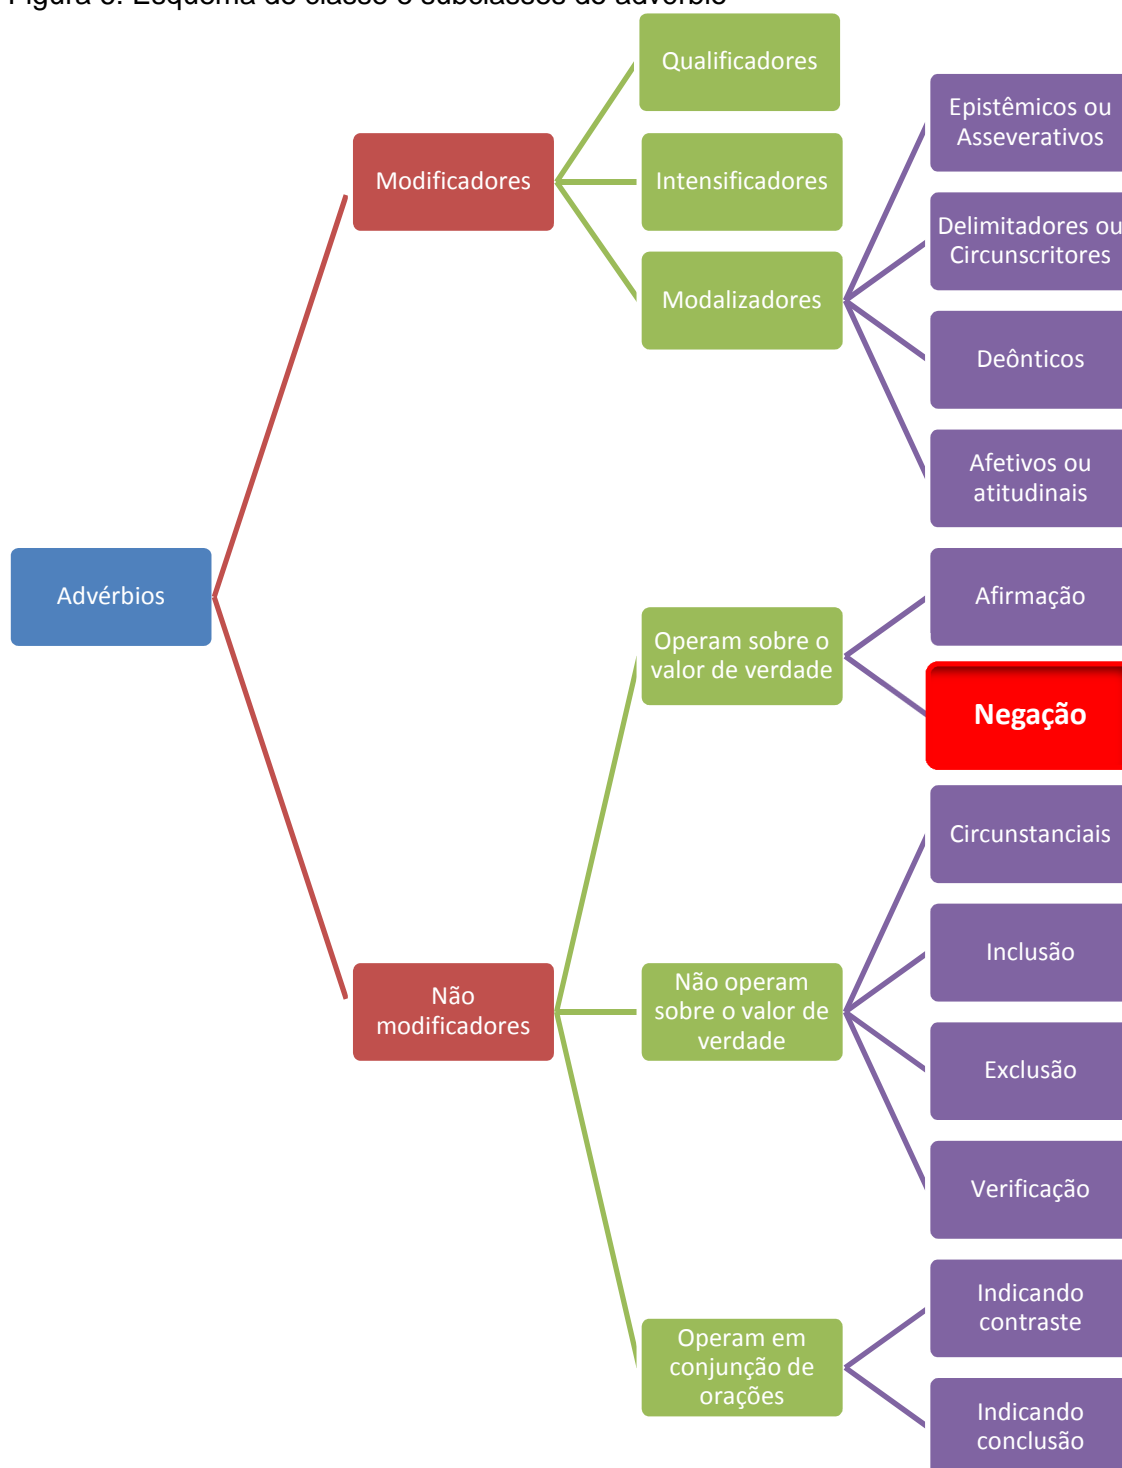 Qualificadores
Epistêmicos ou
Asseverativos
Modificadores
Intensificadores
Delimitadores ou
Circunscritores
Modalizadores
Deônticos
Afetivos ou
atitudinais
Advérbios
Afirmação
Operam sobre o
valor de verdade
Negação
Circunstanciais
Inclusão
Não
modificadores
Não operam
sobre o valor de
verdade
Exclusão
Verificação
Indicando
contraste
Operam em
conjunção de
orações
Indicando
conclusão